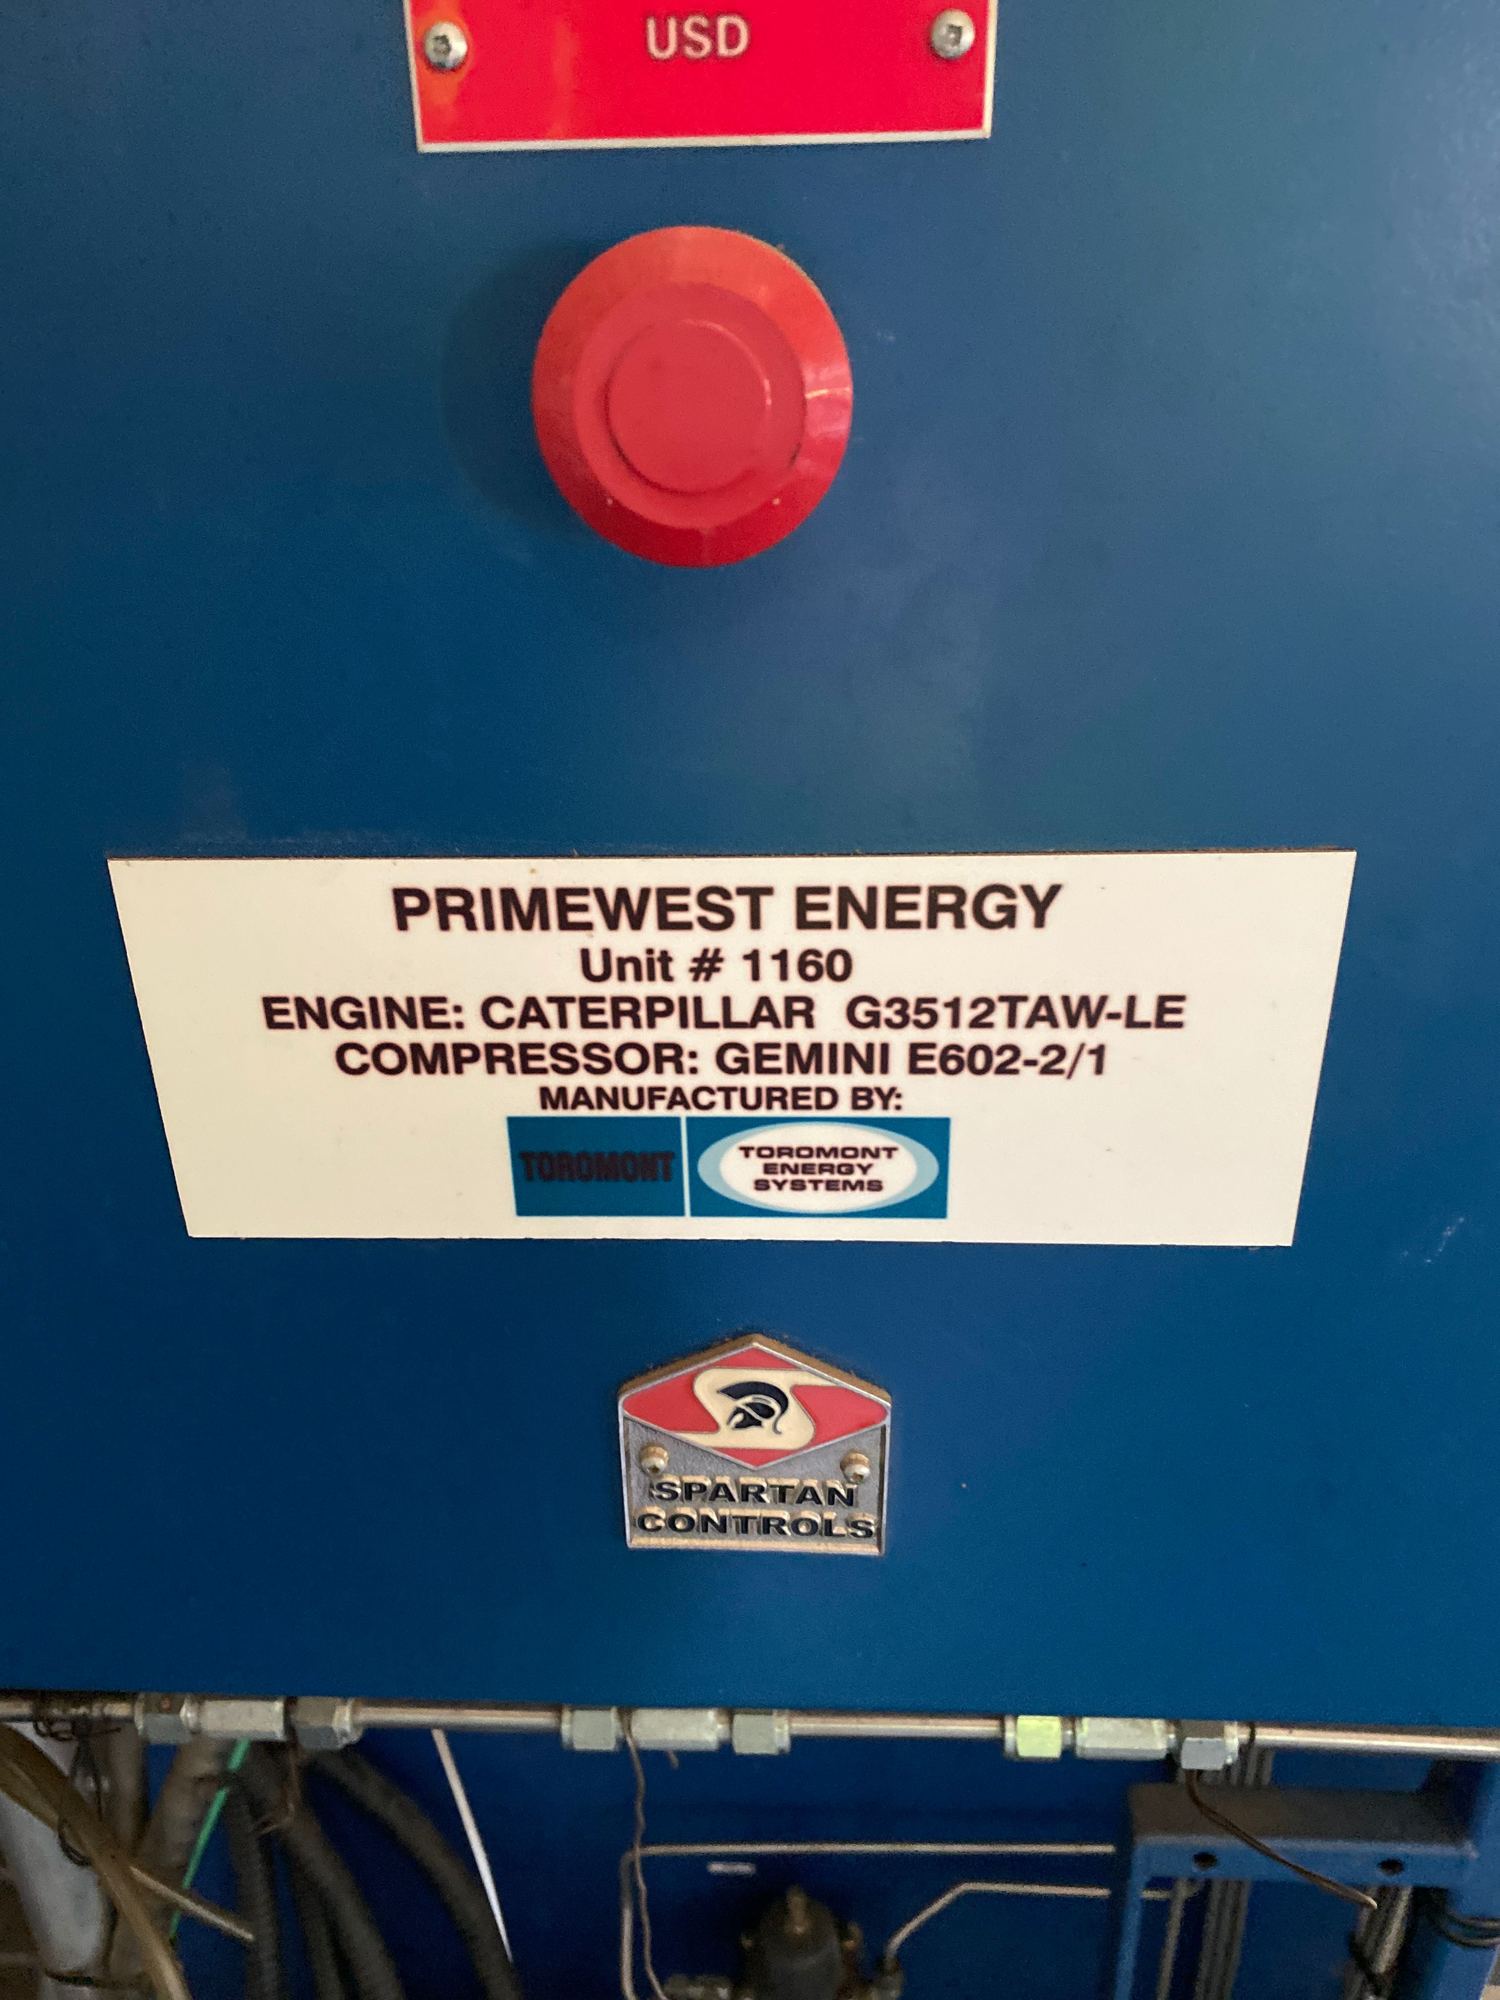 USD
PRIMEWEST ENERGY
Unit # 1160
ENGINE: CATERPILLAR G3512TAW-LE
COMPRESSOR: GEMINI E602-2/1
MANUFACTURED BY:
TOROMONT
TOROMONT
ENERGY
SYSTEMS
SPARTAN
CONTROLS